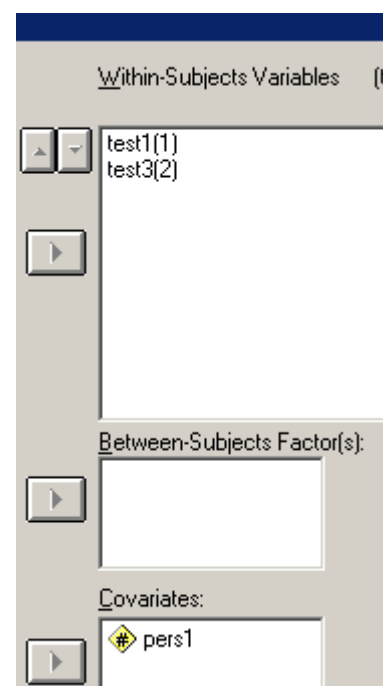 Within-Subjects Variables
test1(1)
test3(2)
Between-Subjects Factor(s):
Covariates:
# pers1